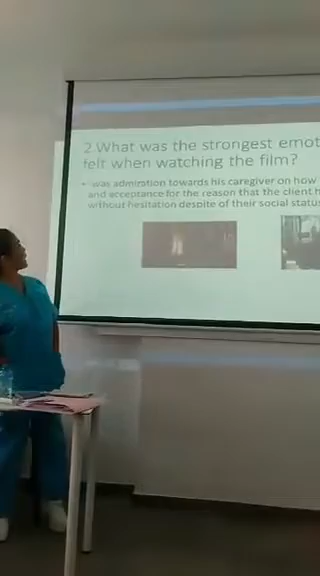 2.What was the strongest emot
felt when watching the film?
• was admiration towards his caregiver on how
and acceptance for the reason that the client h
without hesitation despite of their social status